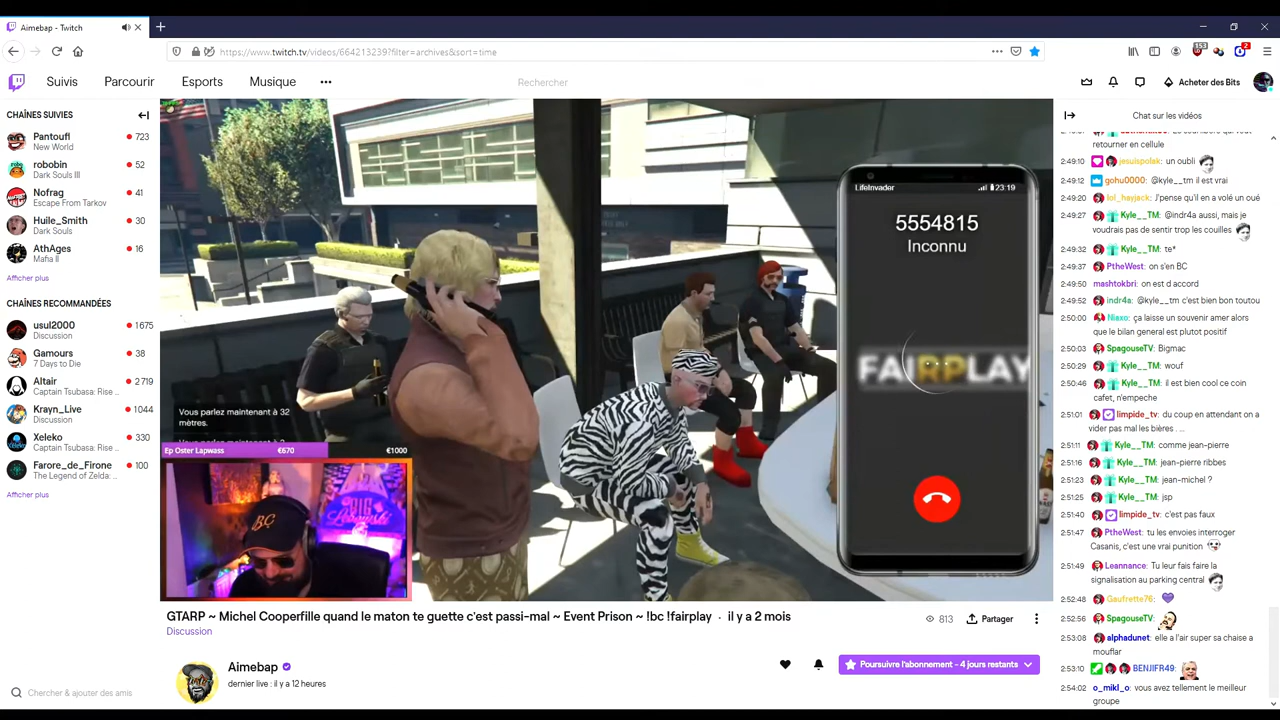 Aimebap - Twitch
https://www.twitch.tv/videos/664213239?filter=archives&sort=time
153
2
Suivis
Parcourir
Esports
Musique
Rechercher
Acheter des Bits
CHAÎNES SUIVIES
Pantoufl
723
New World
robobin
52
Dark Souls III
Nofrag
41
Escape From Tarkov
Huile_Smith
30
Dark Souls
AthAges
16
Mafia II
Afficher plus
CHAÎNES RECOMMANDÉES
usul2000
1 675
Discussion
Gamours
38
7 Days to Die
Altair
2 719
Captain Tsubasa: Rise ...
Krayn_Live
1 044
Discussion
Xeleko
330
Captain Tsubasa: Rise ...
Farore_de_Firone
100
The Legend of Zelda: ...
Afficher plus
Chercher & ajouter des amis
LifeInvader
23:19
5554815
Inconnu
FAIRPLAY
Vous parlez maintenant à 32
mètres.
Ep Oster Lapwass
€670
€1000
BC
BIG
Lebowski
GTARP ~ Michel Cooperfille quand le maton te guette c'est passi-mal ~ Event Prison ~ !bc !fairplay · il y a 2 mois
Discussion
813
Partager
Aimebap
dernier live : il y a 12 heures
Poursuivre l'abonnement - 4 jours restants
Chat sur les vidéos
retourner en cellule
2:49:10 jesuispolsk: un oubli
2:49:12 gohu0000: @kyle__tm il est vrai
2:49:20 lol_hayjack: J'pense qu'il en a volé un oué
2:49:27 Kyle__TM: @indr4a aussi, mais je
voudrais pas de sentir trop les couilles
2:49:32 Kyle__TM: te*
2:49:37 PtheWest: on s'en BC
2:49:50 mashtokbri: on est d accord
2:49:52 indr4a: @kyle__tm c'est bien bon toutou
2:50:00 Niaxo: ça laisse un souvenir amer alors
que le bilan general est plutot positif
2:50:03 SpagouseTV: Bigmac
2:50:29 Kyle__TM: wouf
2:50:46 Kyle__TM: il est bien cool ce coin
cafet, n'empeche
2:51:01 limpide_tv: du coup en attendant on a
vider pas mal les bières . ...
2:51:11 Kyle__TM: comme jean-pierre
2:51:16 Kyle__TM: jean-pierre ribbes
2:51:23 Kyle__TM: jean-michel ?
2:51:25 Kyle__TM: jsp
2:51:40 limpide_tv: c'est pas faux
2:51:47 PtheWest: tu les envoies interroger
Casanis, c'est une vrai punition
2:51:49 Leannance: Tu leur fais faire la
signalisation au parking central
2:52:48 Gaufrette76:
2:52:56 SpagouseTV:
2:53:08 alphadunet: elle a l'air super sa chaise a
mouflar
2:53:10 BENJIFR49:
2:54:02 o_mikl_o: vous avez tellement le meilleur
groupe